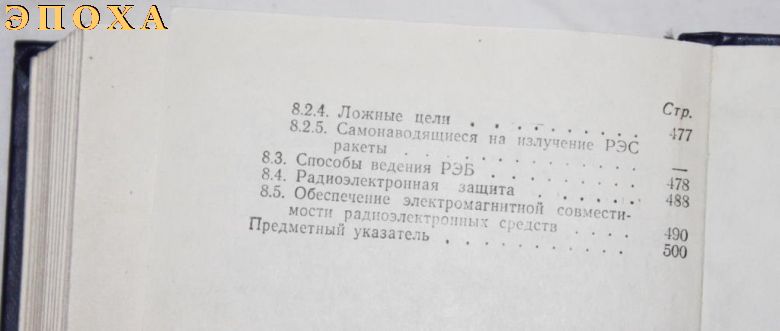 ЭПОХА
Стр.
8.2.4. Ложные цели . . . . . . . . . 477
8.2.5. Самонаводящиеся на излучение РЭС
ракеты . . . . . . . . . . —
8.3. Способы ведения РЭБ . . . . . . . . 478
8.4. Радиоэлектронная защита . . . . . . 488
8.5. Обеспечение электромагнитной совмести-
мости радиоэлектронных средств . . . . 490
Предметный указатель . . . . . . . . . . 500